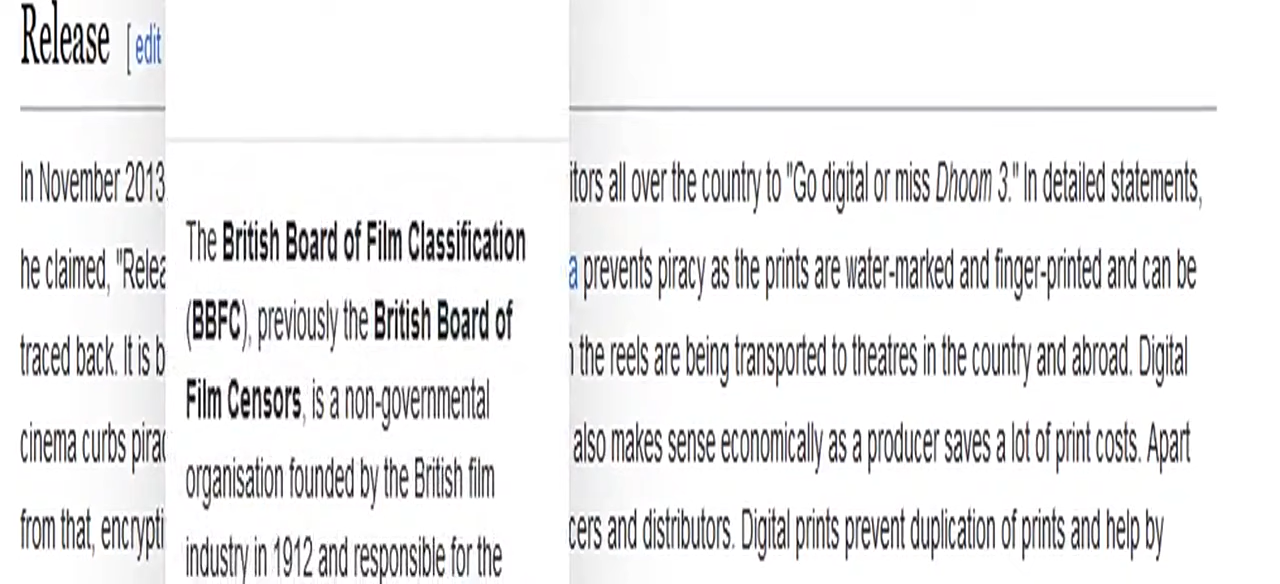 Release [ edit
In November 2013
he claimed, "Relea
traced back. It is b
cinema curbs pirac
from that, encrypti
The British Board of Film Classification
(BBFC), previously the British Board of
Film Censors, is a non-governmental
organisation founded by the British film
industry in 1912 and responsible for the
itors all over the country to "Go digital or miss Dhoom 3." In detailed statements,
a prevents piracy as the prints are water-marked and finger-printed and can be
the reels are being transported to theatres in the country and abroad. Digital
also makes sense economically as a producer saves a lot of print costs. Apart
cers and distributors. Digital prints prevent duplication of prints and help by